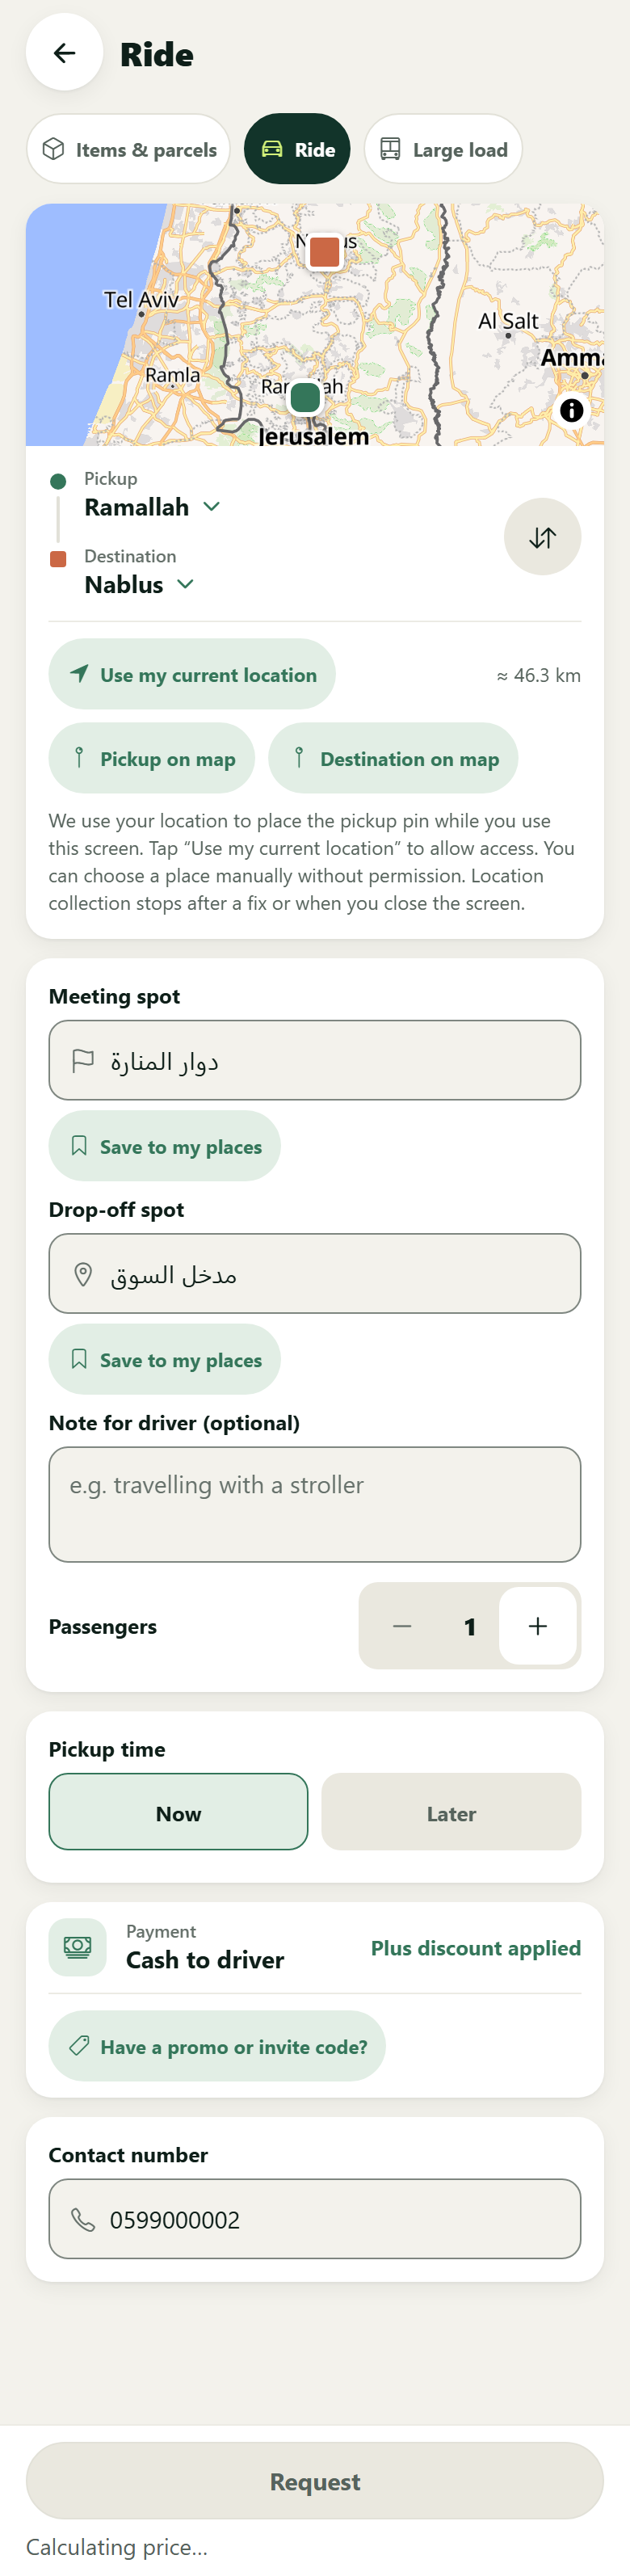 Ride
Items & parcels
Ride
Large load
Tel Aviv
Al Salt
Ramla
Jerusalem
Pickup
Ramallah
Destination
Nablus
Use my current location
≈ 46.3 km
Pickup on map
Destination on map
We use your location to place the pickup pin while you use
this screen. Tap “Use my current location” to allow access. You
can choose a place manually without permission. Location
collection stops after a fix or when you close the screen.
Meeting spot
دوار المنارة
Save to my places
Drop-off spot
مدخل السوق
Save to my places
Note for driver (optional)
e.g. travelling with a stroller
Passengers
1
Pickup time
Now
Later
Payment
Cash to driver
Plus discount applied
Have a promo or invite code?
Contact number
0599000002
Request
Calculating price...